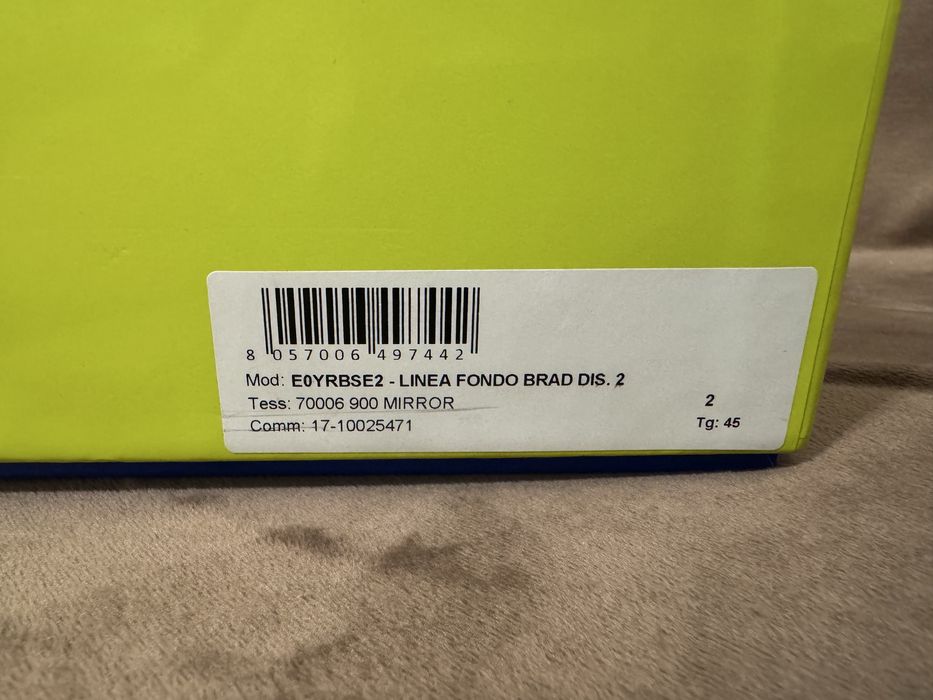 8 057006 497442
Mod: E0YRBSE2 - LINEA FONDO BRAD DIS. 2
Tess: 70006 900 MIRROR
2
Comm: 17-10025471
Tg: 45